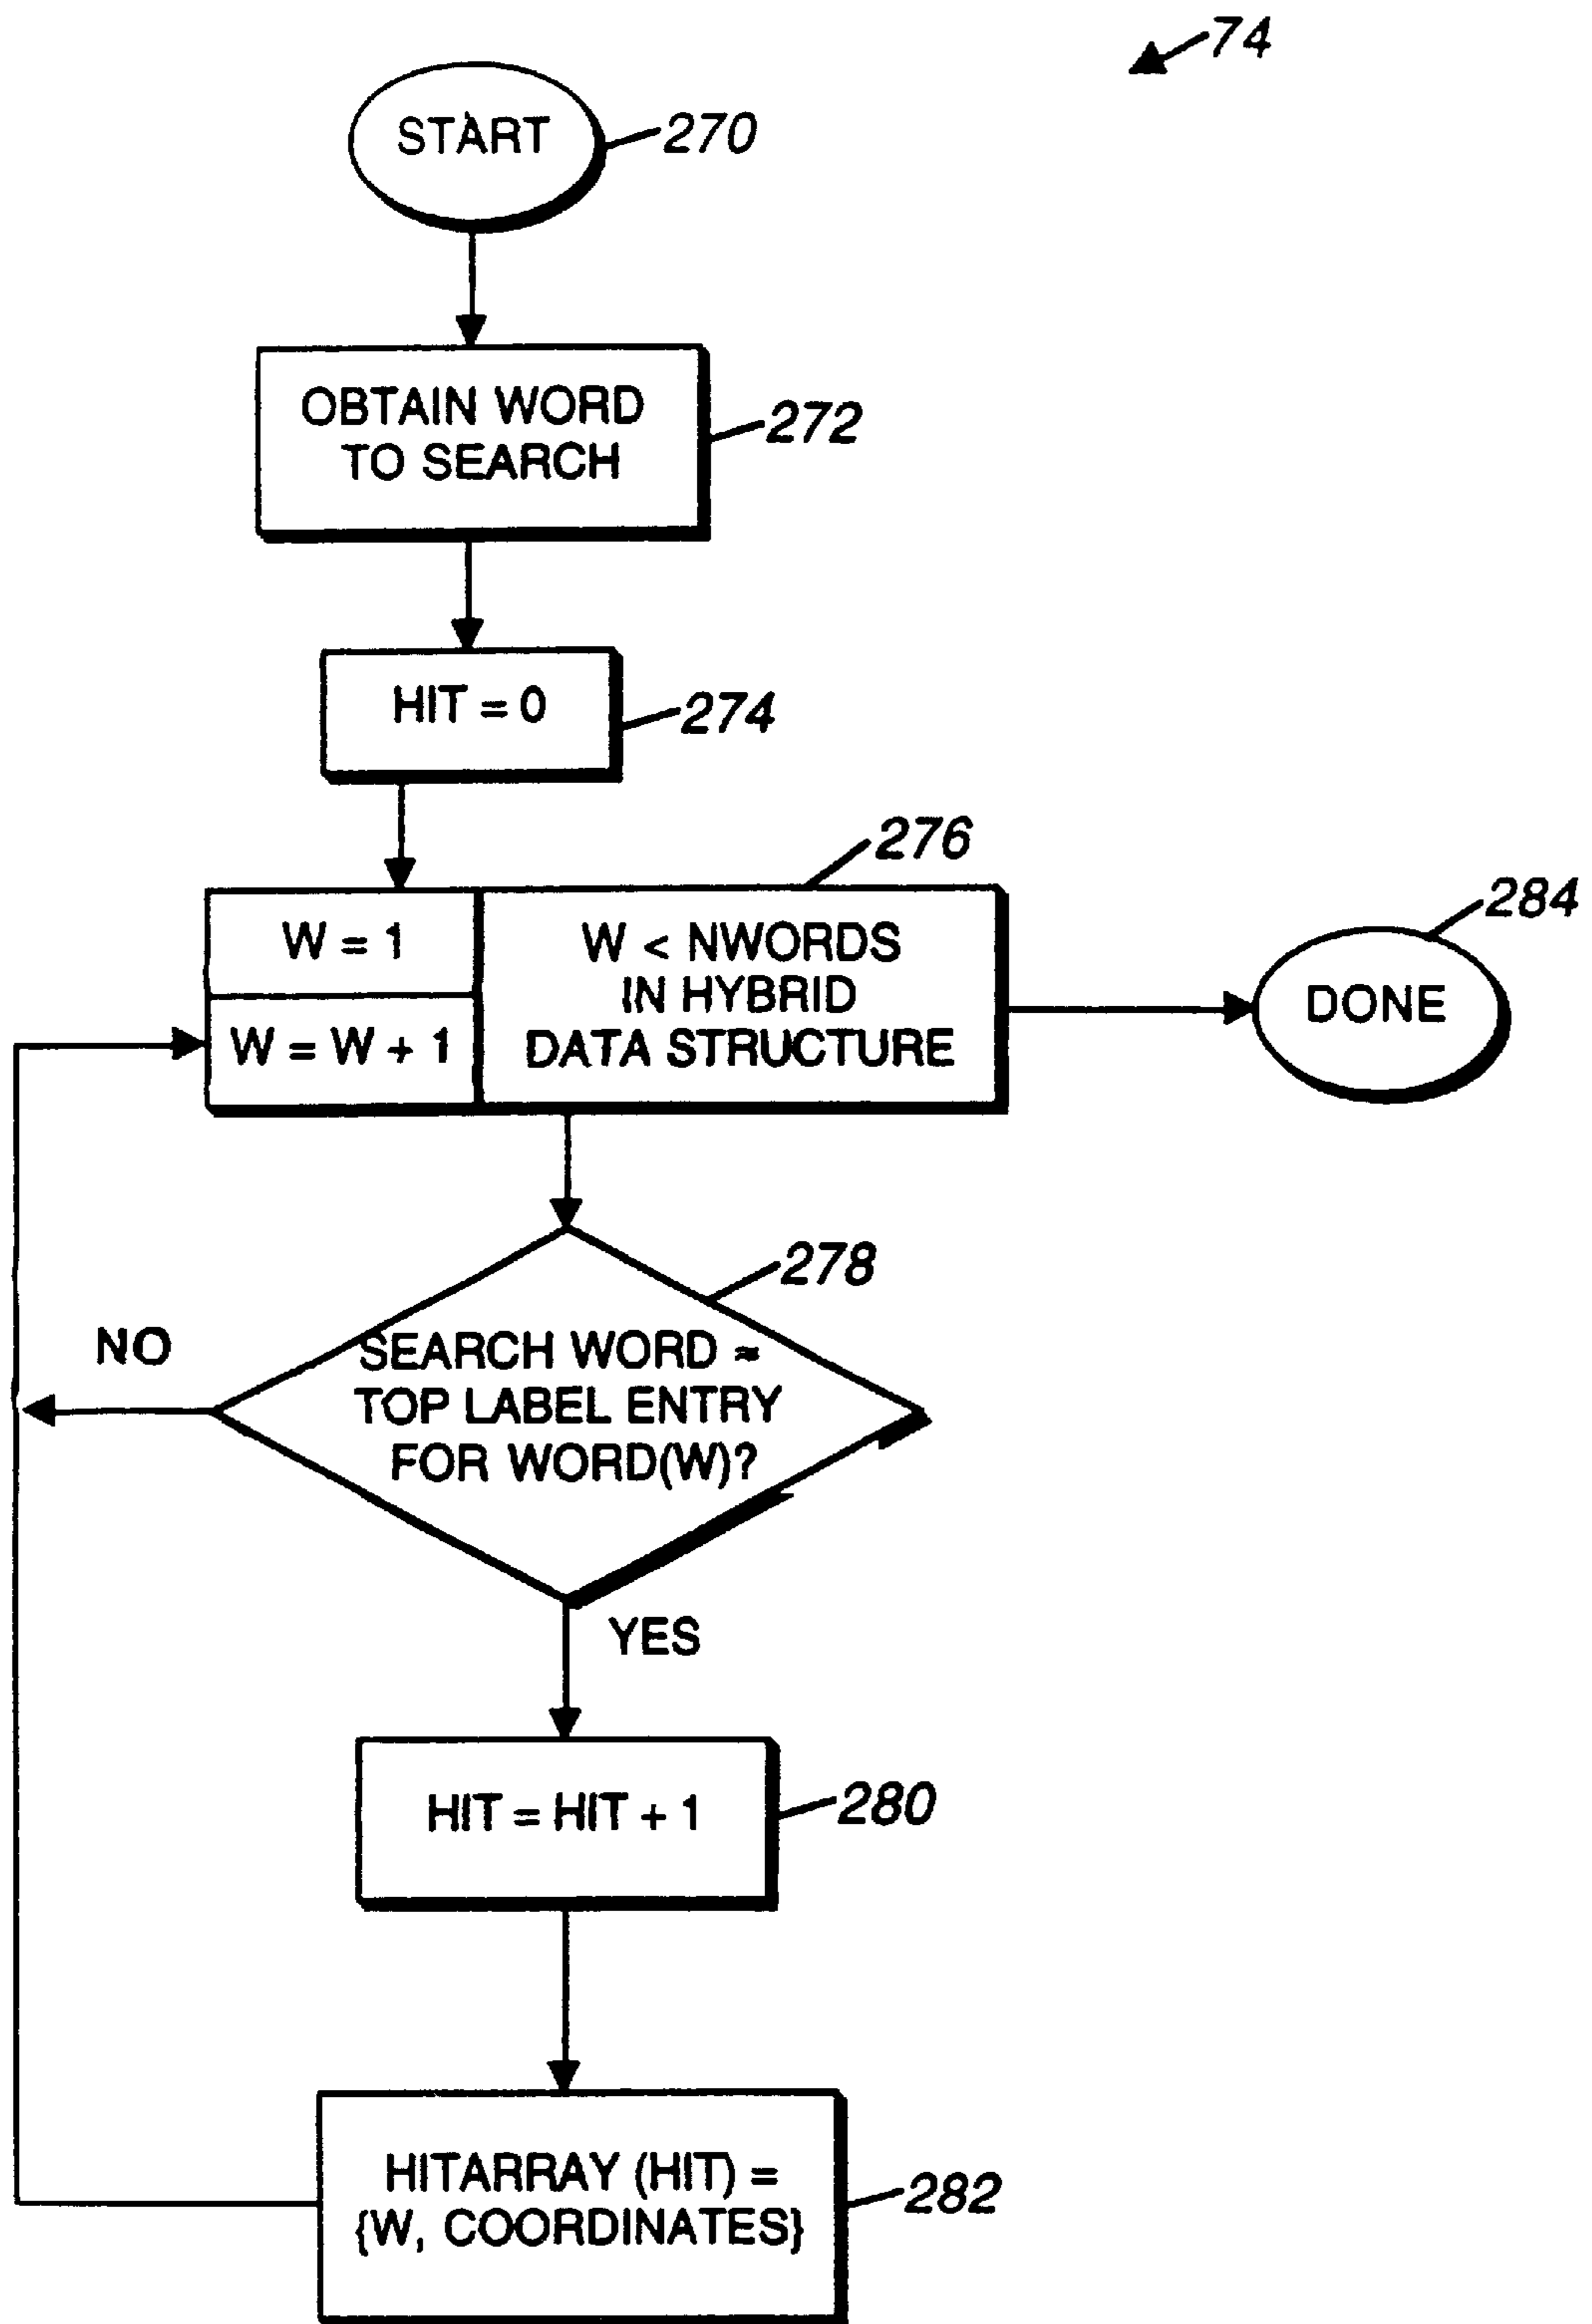 74
START
270
OBTAIN WORD
TO SEARCH
272
HIT = 0
274
276
W = 1
W = W + 1
W < NWORDS
IN HYBRID
DATA STRUCTURE
284
DONE
278
NO
SEARCH WORD =
TOP LABEL ENTRY
FOR WORD(W)?
YES
HIT = HIT + 1
280
HITARRAY (HIT) =
{W, COORDINATES}
282